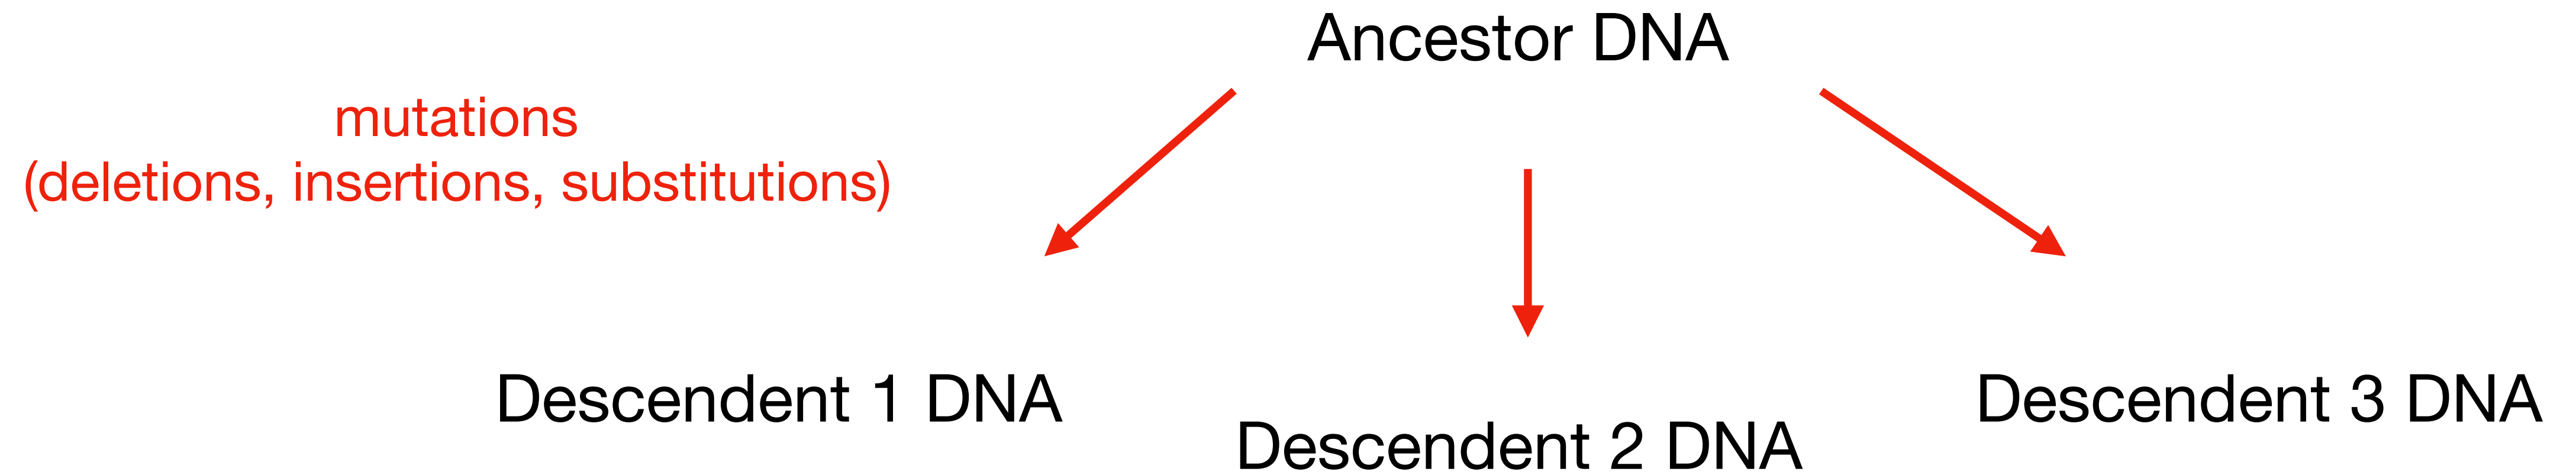 Ancestor DNA
mutations
(deletions, insertions, substitutions)
Descendent 1 DNA
Descendent 2 DNA
Descendent 3 DNA